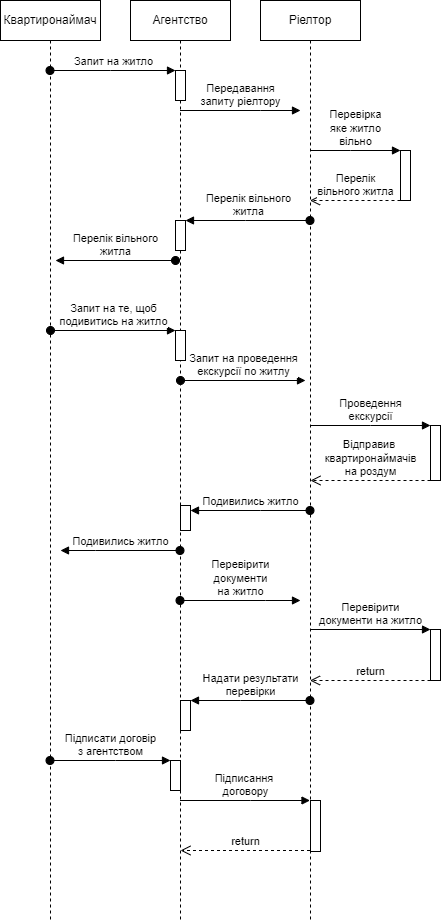 Квартиронаймач
Агентство
Ріелтор
Запит на житло
Передавання
запиту ріелтору
Перевірка
яке житло
вільно
Перелік
вільного житла
Перелік вільного
житла
Перелік вільного
житла
Запит на те, щоб
подивитись на житло
Запит на проведення
екскурсії по житлу
Проведення
екскурсії
Відправив
квартиронаймачів
на роздум
Подивились житло
Подивились житло
Перевірити
документи
на житло
Перевірити
документи на житло
return
Надати результати
перевірки
Підписати договір
з агентством
Підписання
договору
return